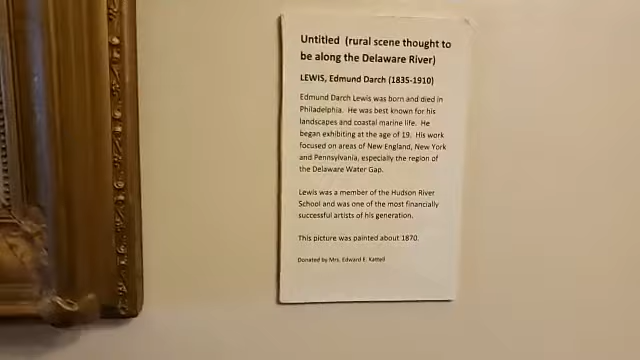 Untitled (rural scene thought to
be along the Delaware River)
LEWIS, Edmund Darch (1835-1910)
Edmund Darch Lewis was born and died in
Philadelphia. He was best known for his
landscapes and coastal marine life. He
began exhibiting at the age of 19. His work
focused on areas of New England, New York
and Pennsylvania, especially the region of
the Delaware Water Gap.
Lewis was a member of the Hudson River
School and was one of the most financially
successful artists of his generation.
This picture was painted about 1870.
Donated by Mrs. Edward E.